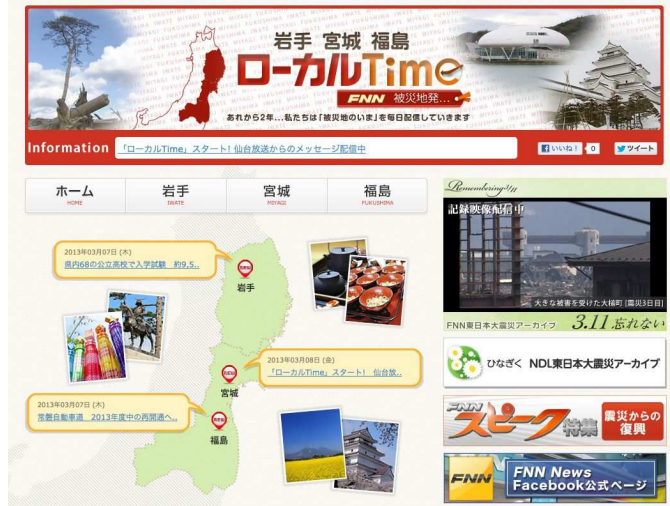 岩手 宮城 福島
ローカルTime
FNN 被災地発...
あれから2年...私たちは「被災地のいま」を毎日配信していきます
Information
「ローカルTime」スタート! 仙台放送からのメッセージ配信中
いいね! 0
ツイート
ホーム
HOME
岩手
IWATE
宮城
MIYAGI
福島
FUKUSHIMA
2013年03月07日 (木)
県内68の公立高校で入学試験 約9,5..
岩手
2013年03月08日 (金)
「ローカルTime」スタート! 仙台放..
宮城
2013年03月07日 (木)
常磐自動車道 2013年度中の再開通へ..
福島
Remembering 3/11
記録映像配信中
大きな被害を受けた大槌町 [震災3日目]
FNN東日本大震災アーカイブ 3.11 忘れない
ひなぎく NDL東日本大震災アーカイブ
FNN
スピーク特集
震災からの
復興
FNN
FNN News
Facebook公式ページ